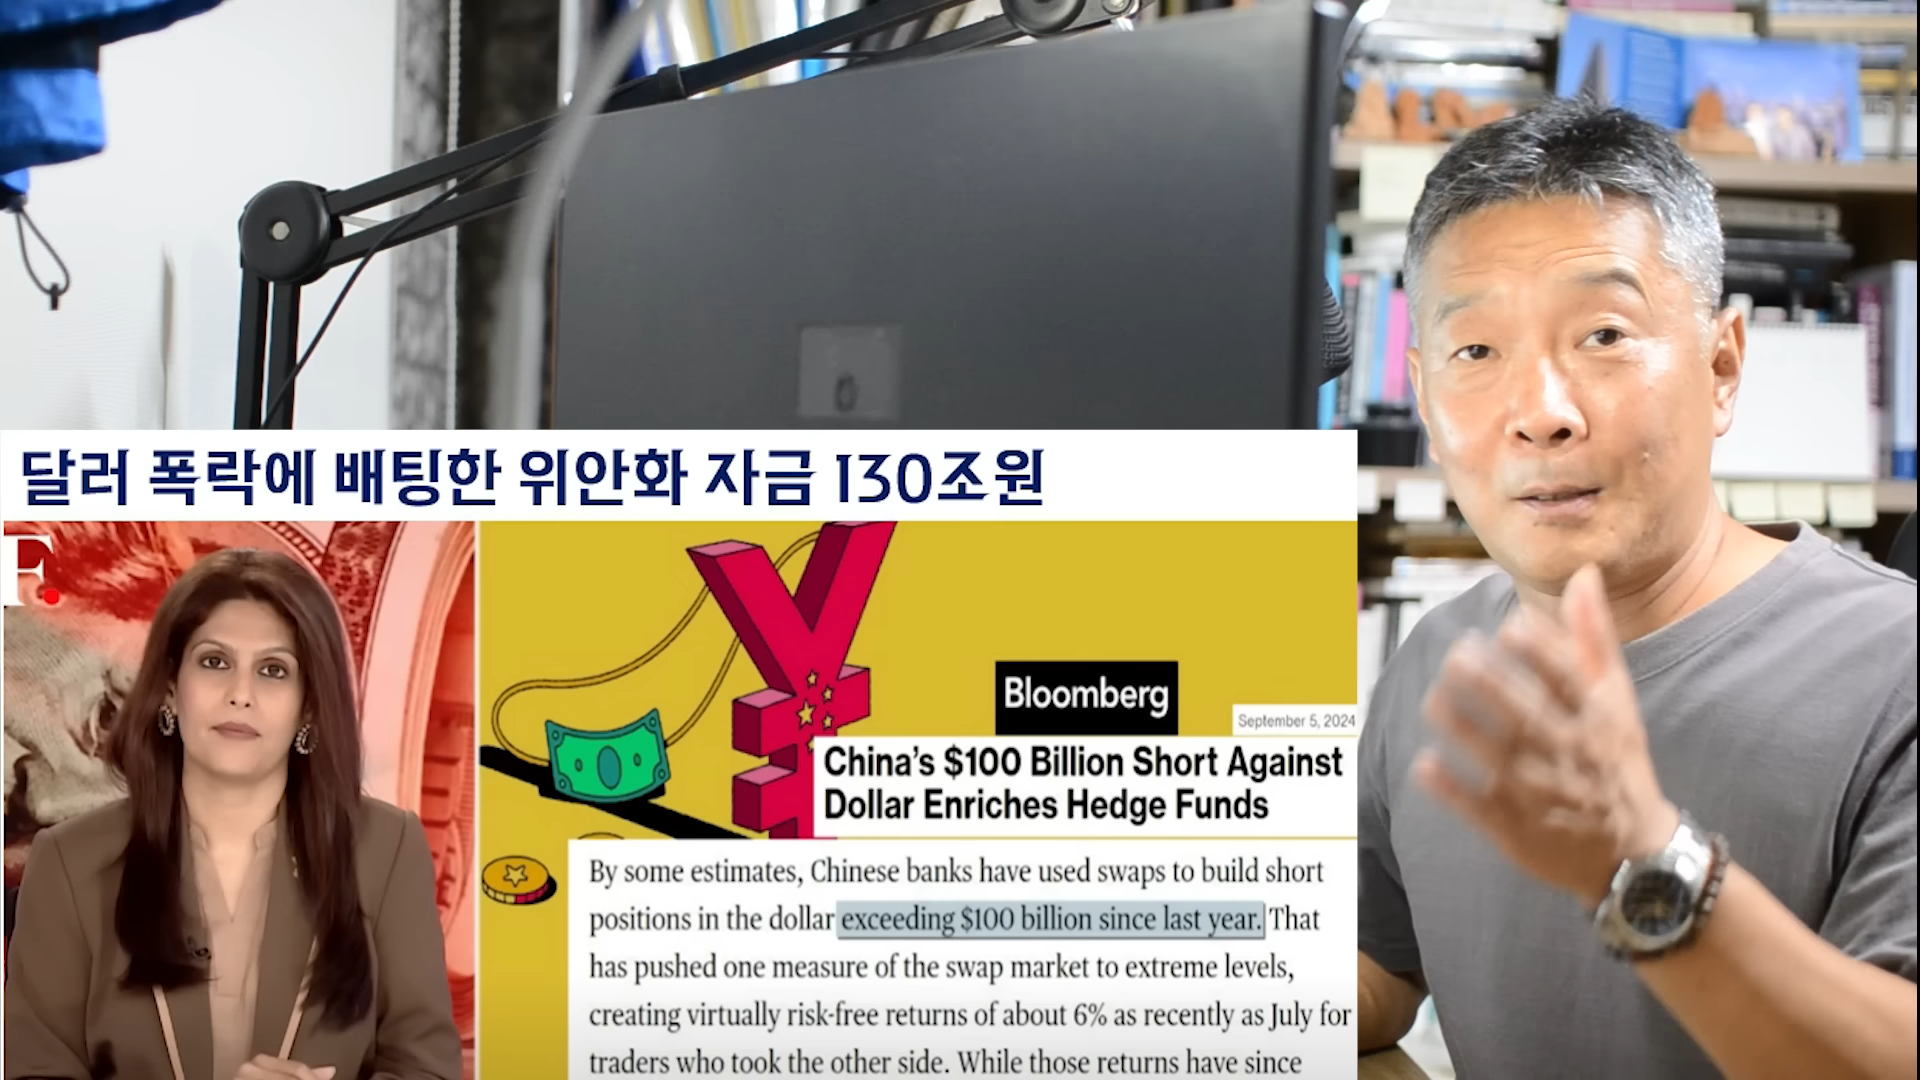 달러 폭락에 배팅한 위안화 자금 130조원
F.
Bloomberg
September 5, 2024
China's $100 Billion Short Against
Dollar Enriches Hedge Funds
By some estimates, Chinese banks have used swaps to build short
positions in the dollar exceeding $100 billion since last year. That
has pushed one measure of the swap market to extreme levels,
creating virtually risk-free returns of about 6% as recently as July for
traders who took the other side. While those returns have since